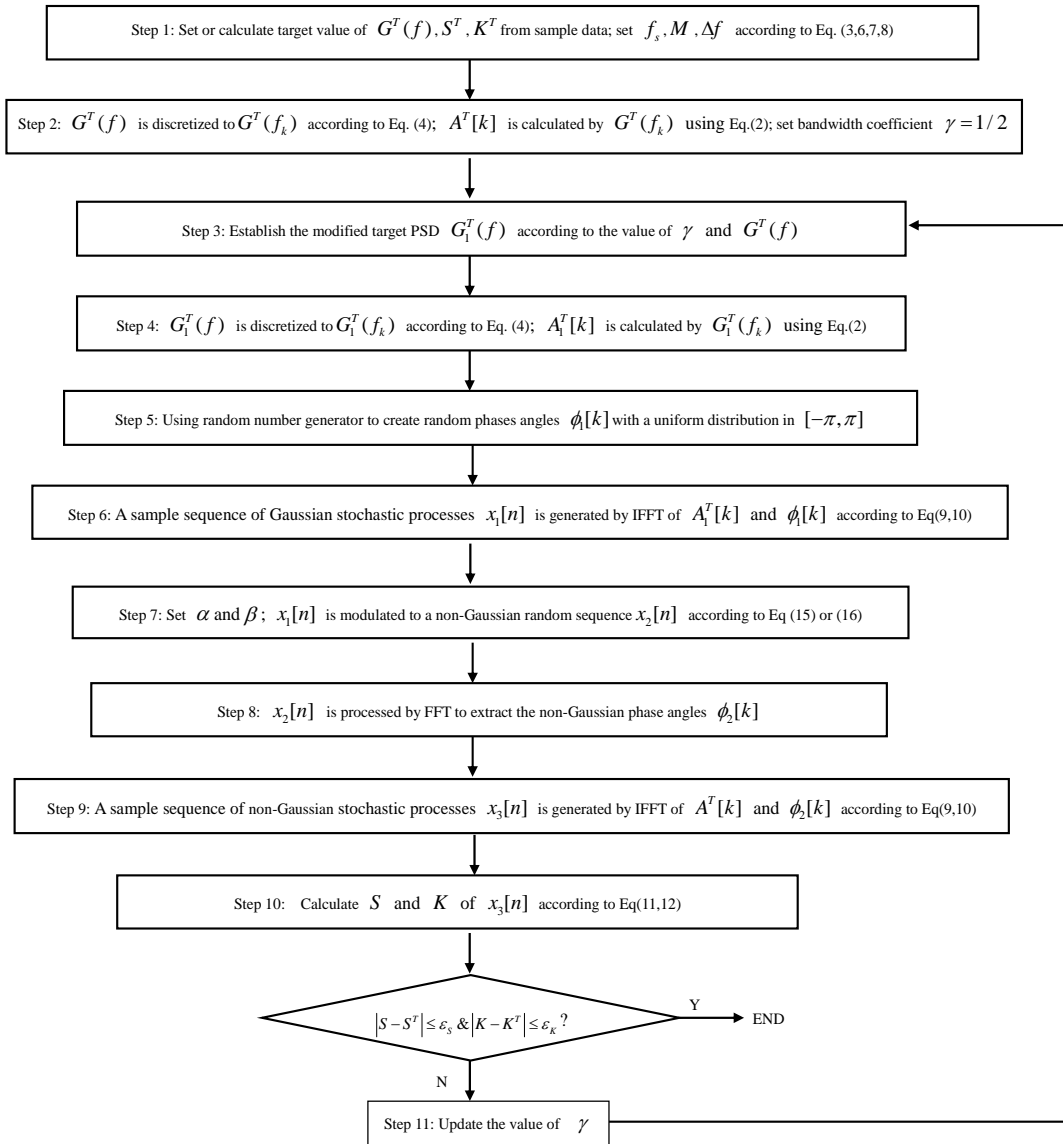 Step 1: Set or calculate target value of G^T(f), S^T, K^T from sample data; set f_s, M, Δf according to Eq. (3,6,7,8)
Step 2: G^T(f) is discretized to G^T(f_k) according to Eq. (4); A^T[k] is calculated by G^T(f_k) using Eq.(2); set bandwidth coefficient γ = 1/2
Step 3: Establish the modified target PSD G_1^T(f) according to the value of γ and G^T(f)
Step 4: G_1^T(f) is discretized to G_1^T(f_k) according to Eq. (4); A_1^T[k] is calculated by G_1^T(f_k) using Eq.(2)
Step 5: Using random number generator to create random phases angles ϕ_1[k] with a uniform distribution in [−π, π]
Step 6: A sample sequence of Gaussian stochastic processes x_1[n] is generated by IFFT of A_1^T[k] and ϕ_1[k] according to Eq(9,10)
Step 7: Set α and β; x_1[n] is modulated to a non-Gaussian random sequence x_2[n] according to Eq (15) or (16)
Step 8: x_2[n] is processed by FFT to extract the non-Gaussian phase angles ϕ_2[k]
Step 9: A sample sequence of non-Gaussian stochastic processes x_3[n] is generated by IFFT of A^T[k] and ϕ_2[k] according to Eq(9,10)
Step 10: Calculate S and K of x_3[n] according to Eq(11,12)
|S − S^T| ≤ ε_S & |K − K^T| ≤ ε_K ?
Y
END
N
Step 11: Update the value of γ